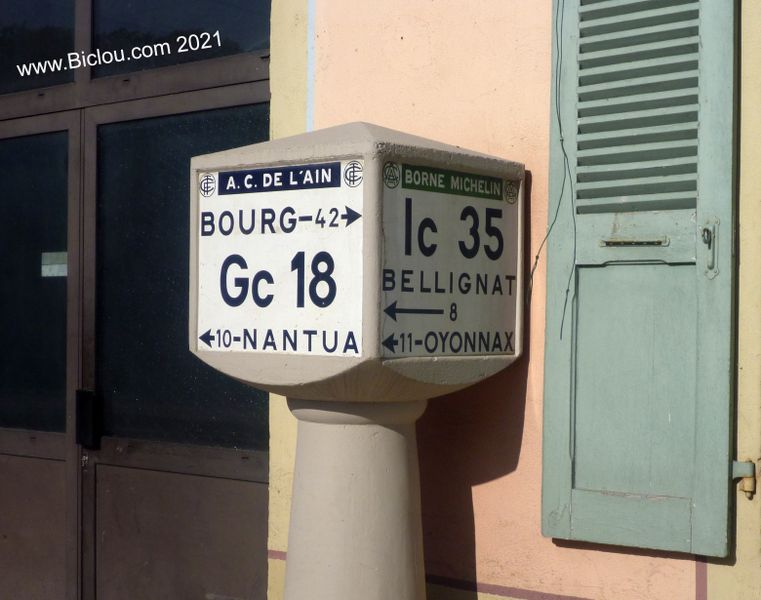 www.Biclou.com 2021
A.C. DE L'AIN
BOURG-42→
Gc 18
←10-NANTUA
BORNE MICHELIN
Ic 35
BELLIGNAT
← 8
←11-OYONNAX